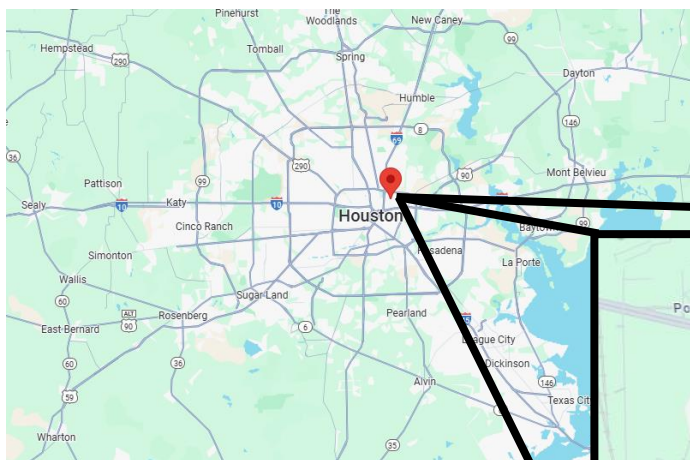 Pinehurst
The
Woodlands
New Caney
Hempstead
290
Tomball
Spring
99
Dayton
Humble
146
8
69
36
290
Pattison
99
90
Mont Belvieu
Sealy
10
Katy
10
Houston
99
Cinco Ranch
Pasadena
Simonton
La Porte
Wallis
60
Sugar Land
Rosenberg
ALT
90
East Bernard
6
Pearland
League City
36
Dickinson
60
Alvin
146
59
Texas City
Wharton
35